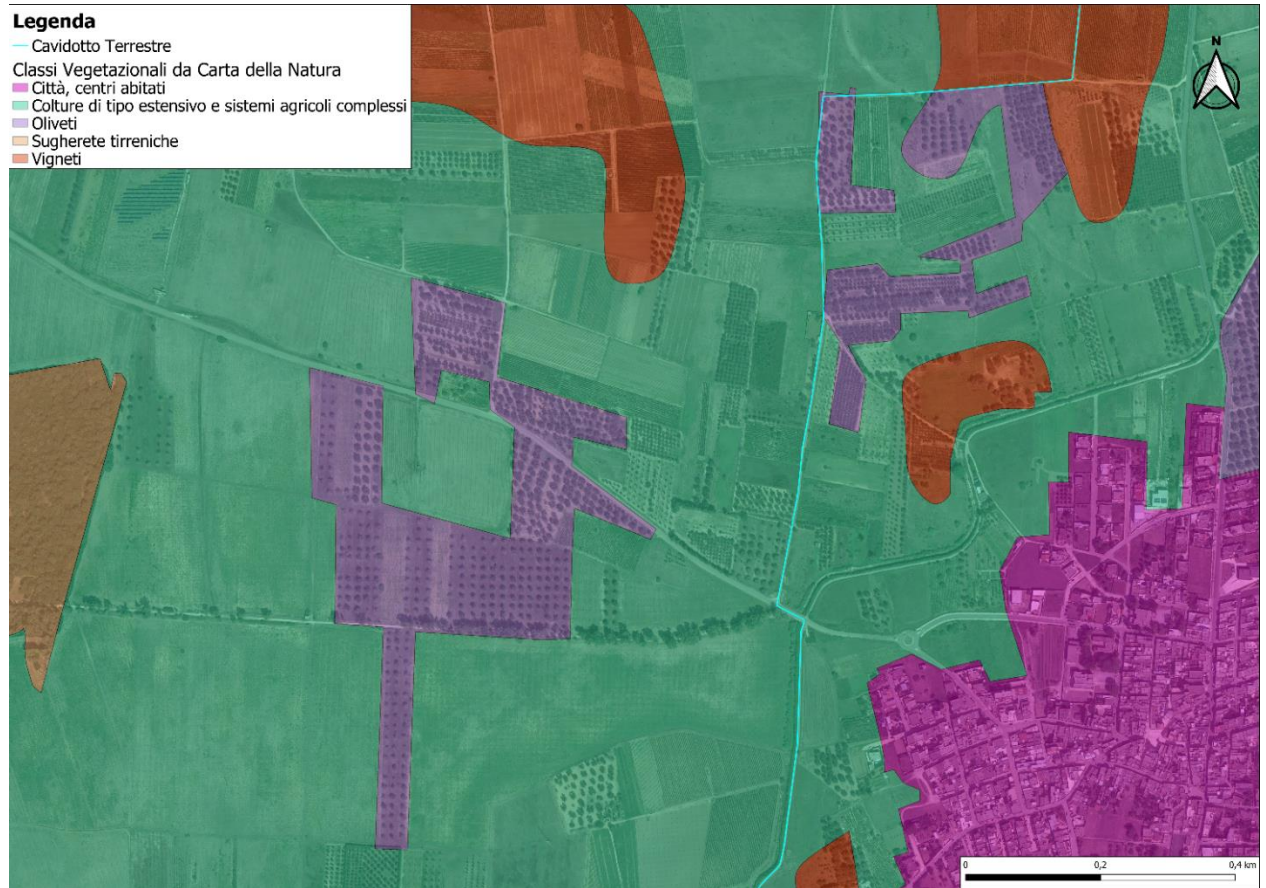 Legenda
Cavidotto Terrestre
Classi Vegetazionali da Carta della Natura
Città, centri abitati
Colture di tipo estensivo e sistemi agricoli complessi
Oliveti
Sugherete tirreniche
Vigneti
N
0 0,2 0,4 km